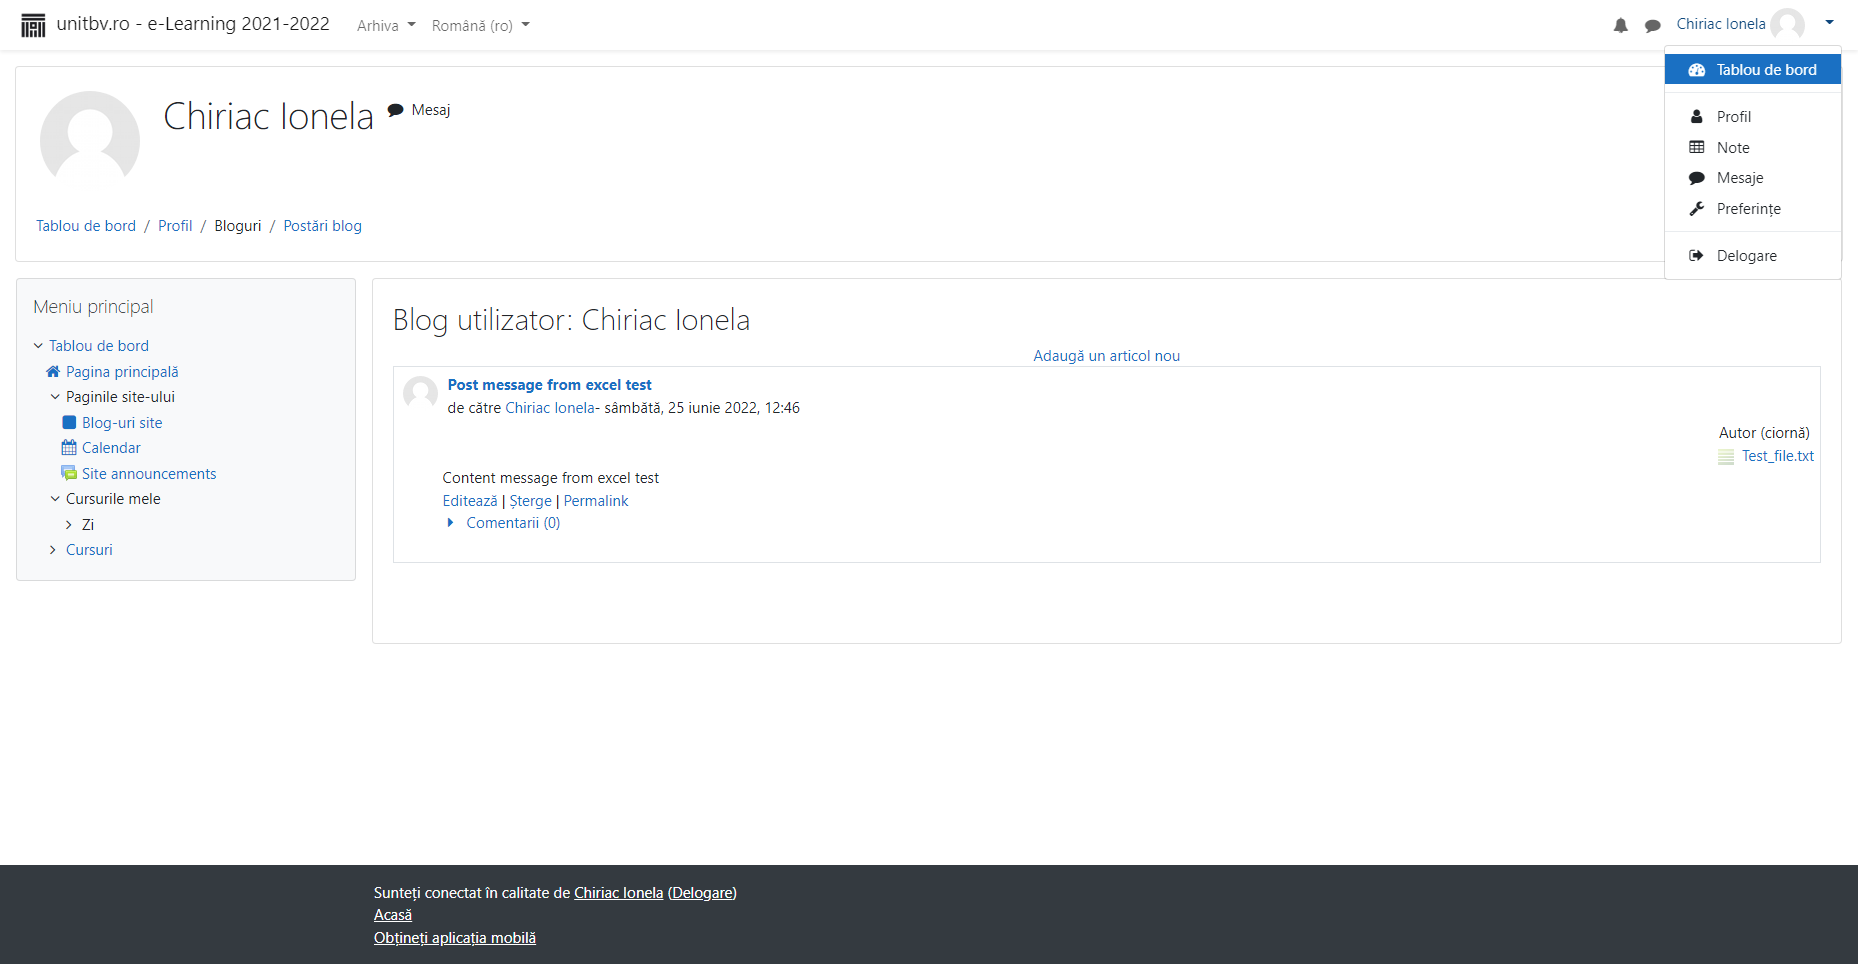 unitbv.ro - e-Learning 2021-2022 Arhiva Română (ro) Chiriac Ionela
Tablou de bord
Profil
Note
Mesaje
Preferințe
Delogare
Chiriac Ionela Mesaj
Tablou de bord / Profil / Bloguri / Postări blog
Meniu principal
Tablou de bord
Pagina principală
Paginile site-ului
Blog-uri site
Calendar
Site announcements
Cursurile mele
Zi
Cursuri
Blog utilizator: Chiriac Ionela
Adaugă un articol nou
Post message from excel test
de către Chiriac Ionela- sâmbătă, 25 iunie 2022, 12:46
Autor (ciornă)
Test_file.txt
Content message from excel test
Editează | Șterge | Permalink
Comentarii (0)
Sunteți conectat în calitate de Chiriac Ionela (Delogare)
Acasă
Obțineți aplicația mobilă